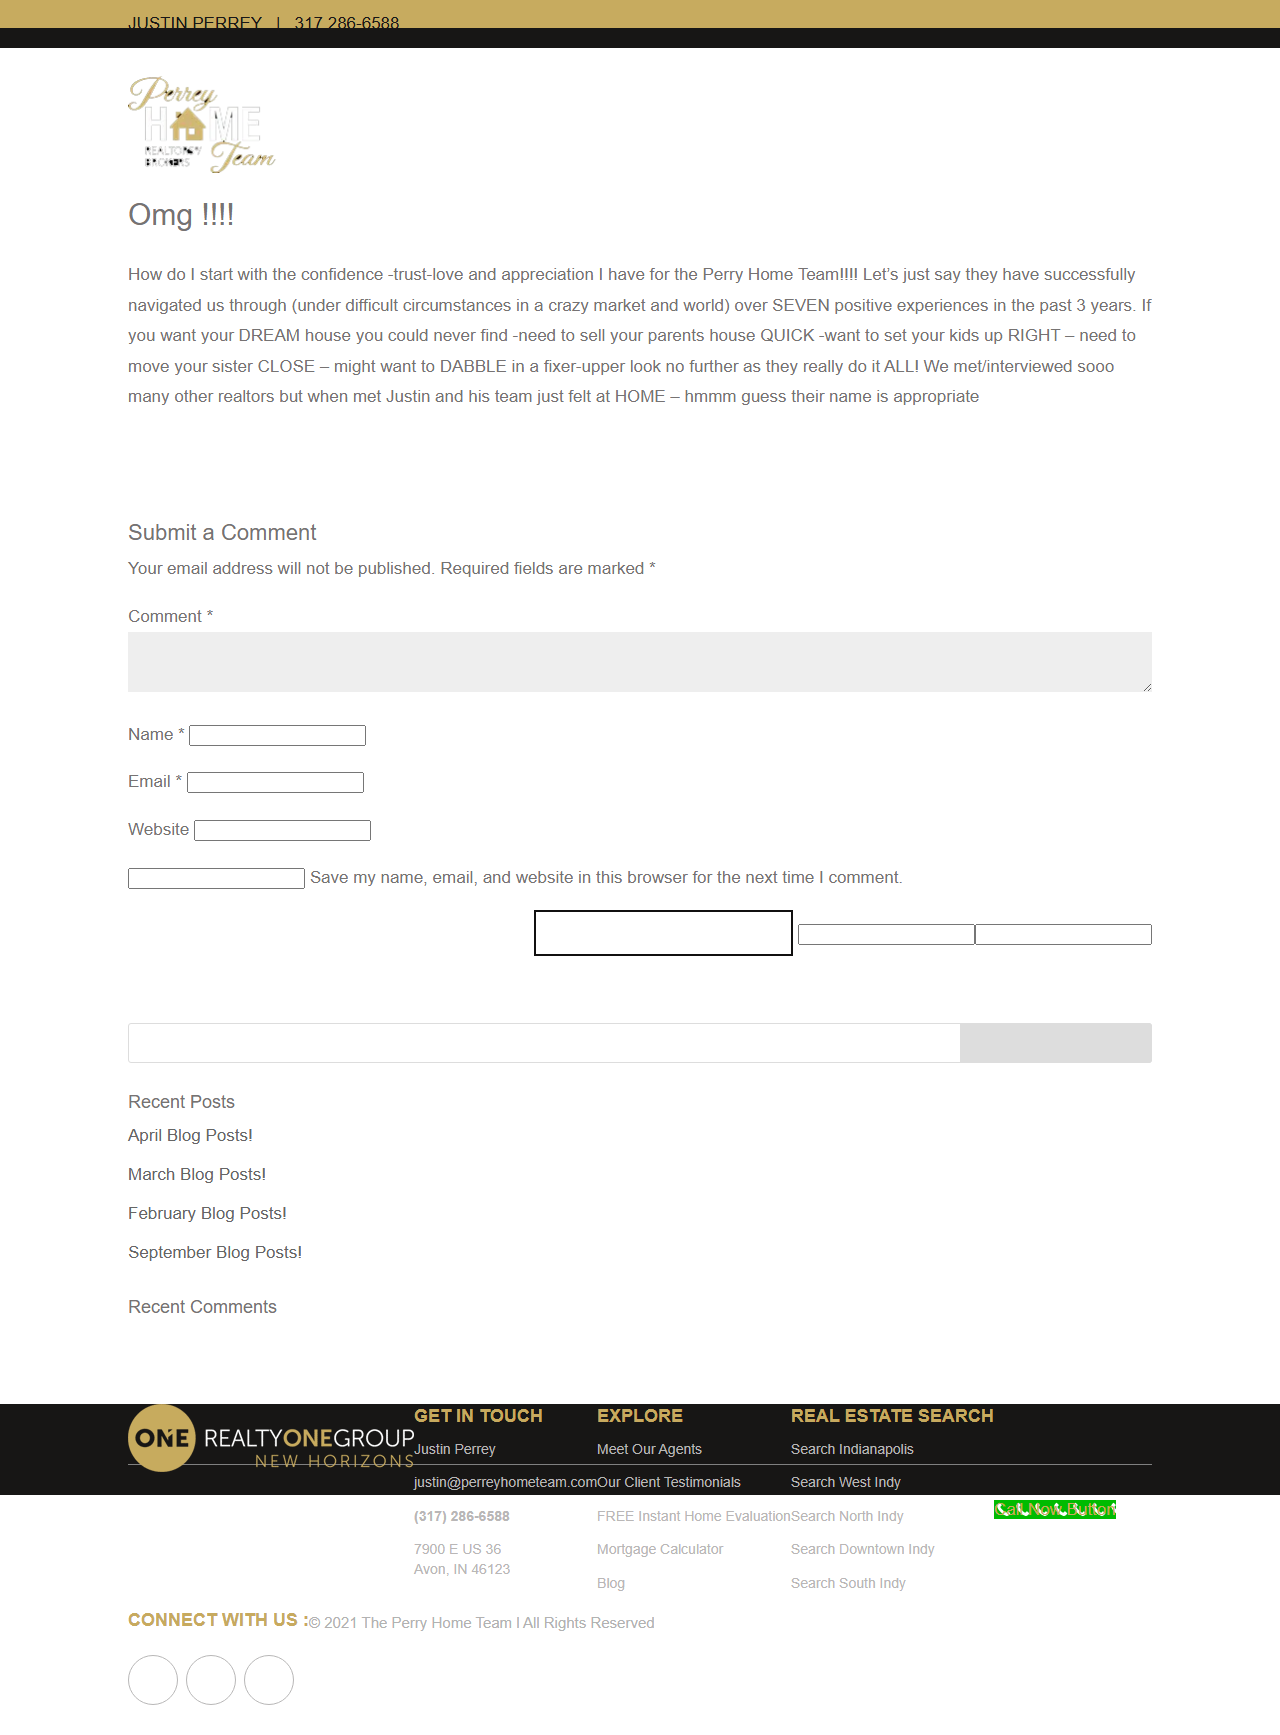 JUSTIN PERREY | 317 286-6588
Perrey
HOME
Team
Omg !!!!
How do I start with the confidence -trust-love and appreciation I have for the Perry Home Team!!!! Let’s just say they have successfully
navigated us through (under difficult circumstances in a crazy market and world) over SEVEN positive experiences in the past 3 years. If
you want your DREAM house you could never find -need to sell your parents house QUICK -want to set your kids up RIGHT – need to
move your sister CLOSE – might want to DABBLE in a fixer-upper look no further as they really do it ALL! We met/interviewed sooo
many other realtors but when met Justin and his team just felt at HOME – hmmm guess their name is appropriate
Submit a Comment
Your email address will not be published. Required fields are marked *
Comment *
Name *
Email *
Website
Save my name, email, and website in this browser for the next time I comment.
Recent Posts
April Blog Posts!
March Blog Posts!
February Blog Posts!
September Blog Posts!
Recent Comments
ONE REALTYONEGROUP
NEW HORIZONS
GET IN TOUCH
Justin Perrey
justin@perreyhometeam.com
(317) 286-6588
7900 E US 36
Avon, IN 46123
EXPLORE
Meet Our Agents
Our Client Testimonials
FREE Instant Home Evaluation
Mortgage Calculator
Blog
REAL ESTATE SEARCH
Search Indianapolis
Search West Indy
Search North Indy
Search Downtown Indy
Search South Indy
Call Now Button
CONNECT WITH US :
© 2021 The Perry Home Team I All Rights Reserved